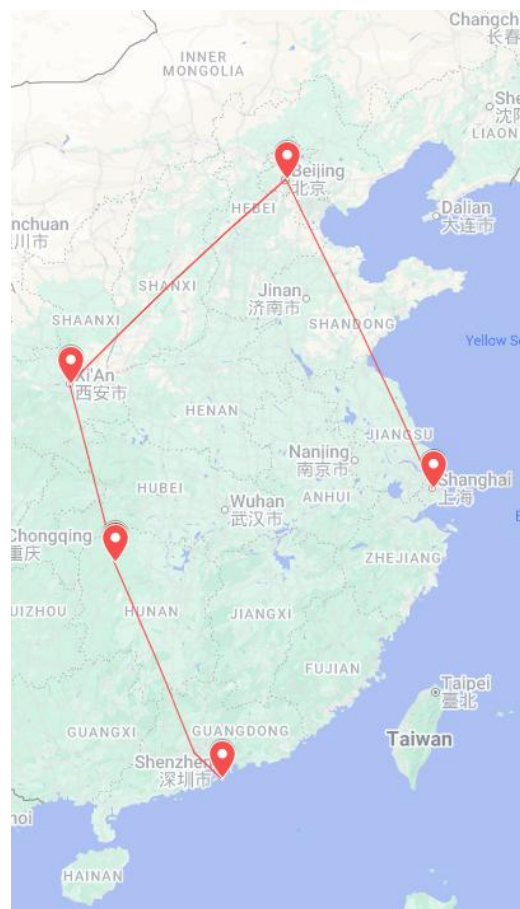 Changch
长春
INNER
MONGOLIA
She
沈阳
LIAON
Beijing
北京
HEBEI
Dalian
大连市
nchuan
川市
SHANXI
Jinan
济南市
SHANDONG
SHAANXI
Yellow Se
Xi'An
西安市
HENAN
JIANGSU
Nanjing
南京市
Shanghai
上海
HUBEI
ANHUI
Wuhan
武汉市
Chongqing
重庆
ZHEJIANG
UIZHOU
HUNAN
JIANGXI
FUJIAN
Taipei
臺北
GUANGXI
GUANGDONG
Taiwan
Shenzhen
深圳市
noi
HAINAN